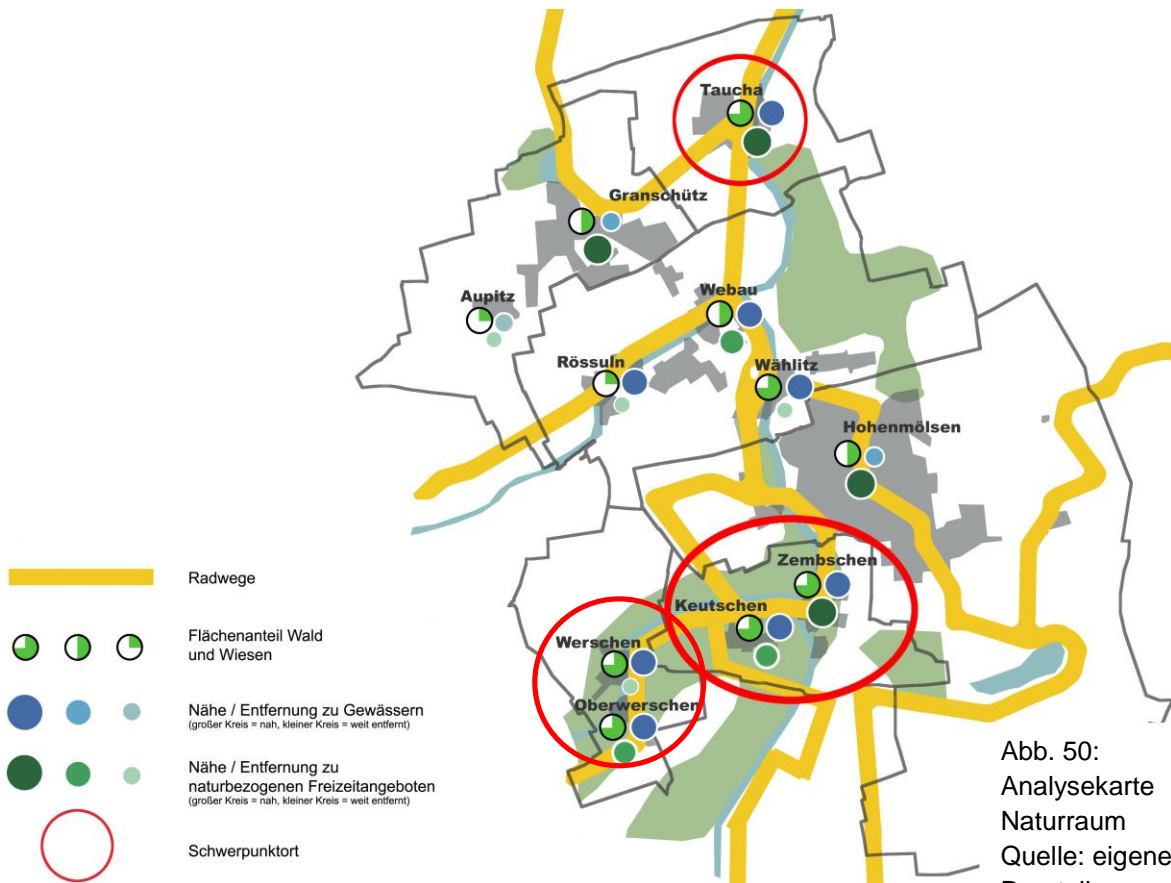 Taucha
Granschütz
Aupitz
Webau
Rössuln
Wählitz
Hohenmölsen
Zembschen
Keutschen
Werschen
Oberwerschen
Radwege
Flächenanteil Wald
und Wiesen
Nähe / Entfernung zu Gewässern
(großer Kreis = nah, kleiner Kreis = weit entfernt)
Nähe / Entfernung zu
naturbezogenen Freizeitangeboten
(großer Kreis = nah, kleiner Kreis = weit entfernt)
Schwerpunktort
Abb. 50:
Analysekarte
Naturraum
Quelle: eigene